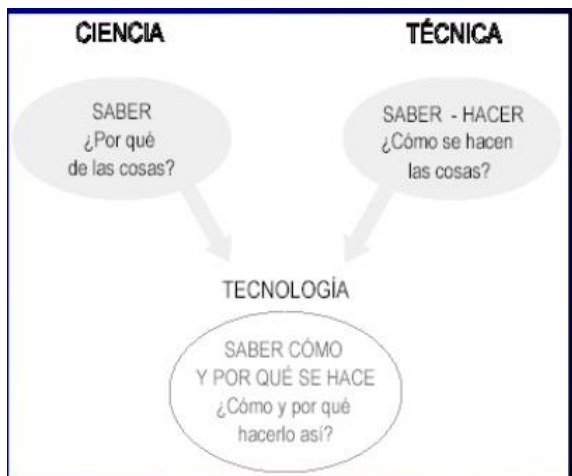 CIENCIA
TÉCNICA
SABER
¿Por qué
de las cosas?
SABER - HACER
¿Cómo se hacen
las cosas?
TECNOLOGÍA
SABER CÓMO
Y POR QUÉ SE HACE
¿Cómo y por qué
hacerlo así?